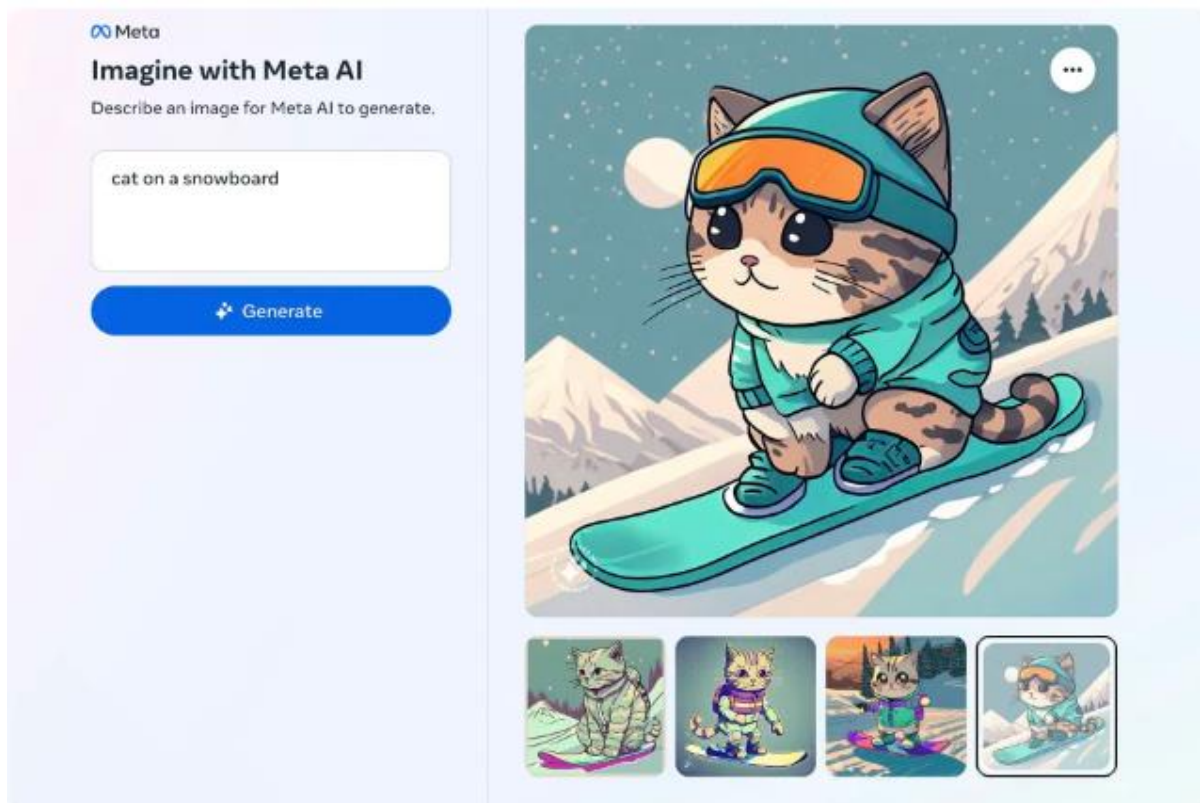 Meta
Imagine with Meta AI
Describe an image for Meta AI to generate.
cat on a snowboard
Generate